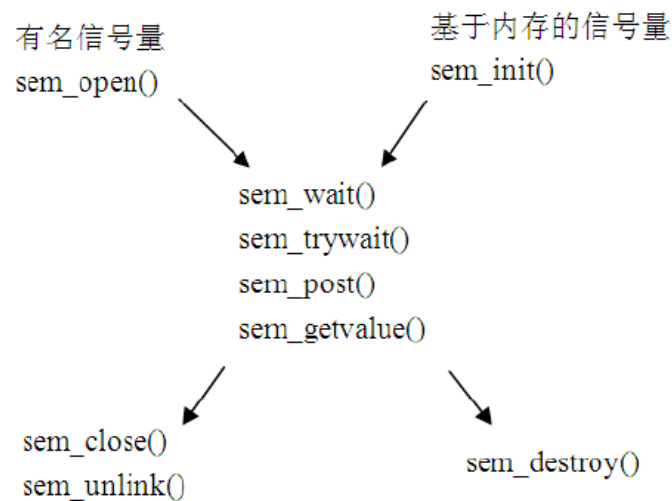 有名信号量
sem_open()
基于内存的信号量
sem_init()
sem_wait()
sem_trywait()
sem_post()
sem_getvalue()
sem_close()
sem_unlink()
sem_destroy()